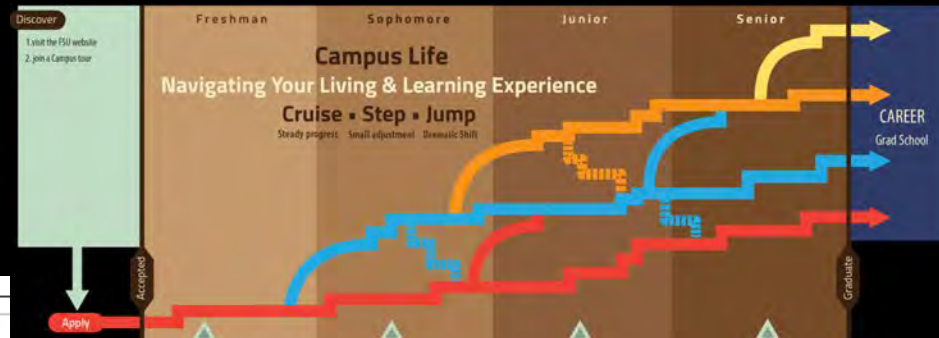 Discover
1.visit the FSU website
2. join a Campus tour
Freshman
Sophomore
Junior
Senior
Campus Life
Navigating Your Living & Learning Experience
Cruise ▪ Step ▪ Jump
Steady progress Small adjustment Dramatic Shift
CAREER
Grad School
Accepted
Graduate
Apply